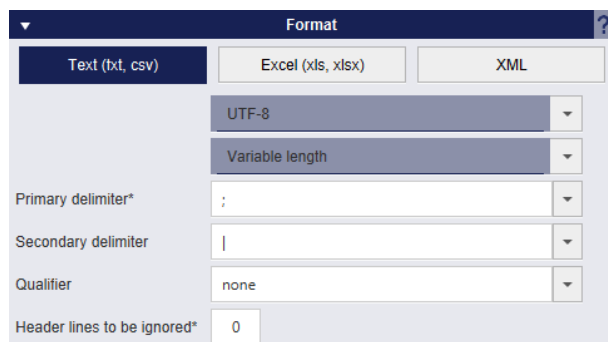 ▼ Format ?
Text (txt, csv) Excel (xls, xlsx) XML
UTF-8
Variable length
Primary delimiter* ;
Secondary delimiter |
Qualifier none
Header lines to be ignored* 0